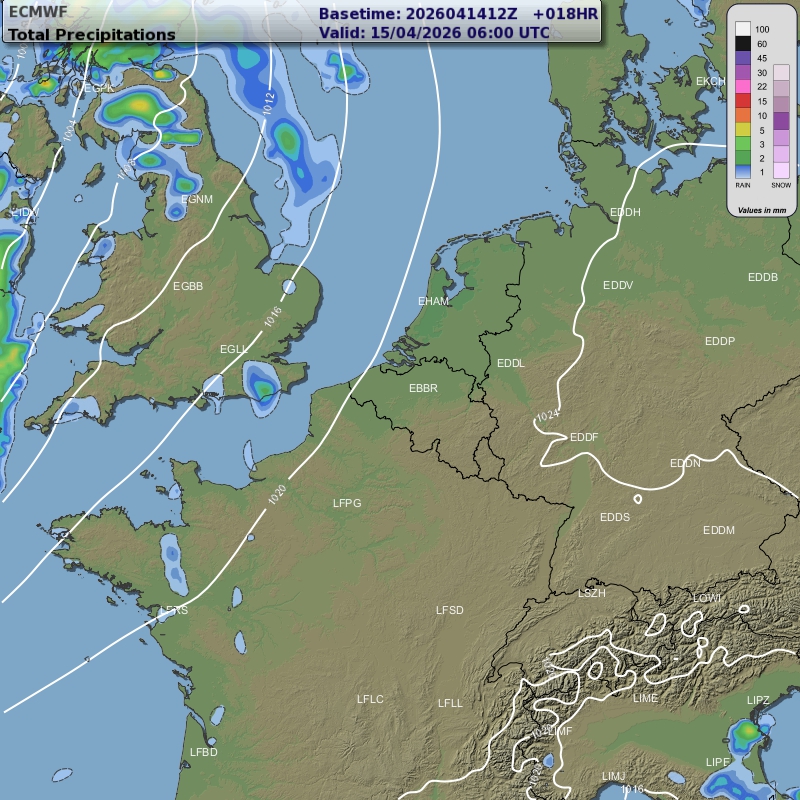 ECMWF
Total Precipitations
Basetime: 2026041412Z +018HR
Valid: 15/04/2026 06:00 UTC
100
60
45
30
22
15
10
5
3
2
1
RAIN
SNOW
Values in mm
EGPK
EKCH
1012
1004
EIDW
EGNM
EDDH
EGBB
EDDV
EDDB
EHAM
1016
EGLL
EDDP
EDDL
EBBR
1024
EDDF
EDDN
1020
LFPG
EDDS
EDDM
LSZH
LOWI
LFRS
LFSD
LFLC
LFLL
LIME
LIPZ
LIMF
LFBD
LIPE
LIMJ
1016